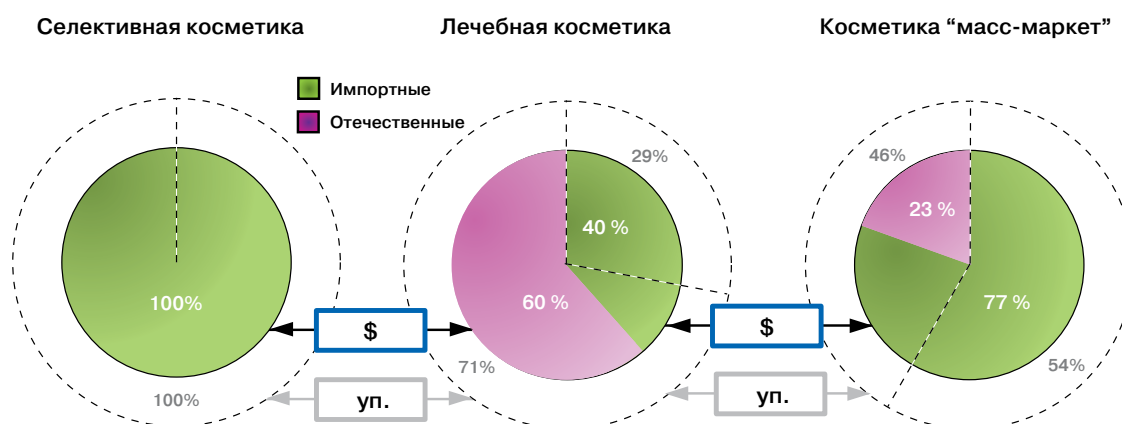 Селективная косметика
Лечебная косметика
Косметика “масс-маркет”
Импортные
Отечественные
29%
46%
40 %
23 %
100%
60 %
77 %
$
$
71%
54%
100%
уп.
уп.